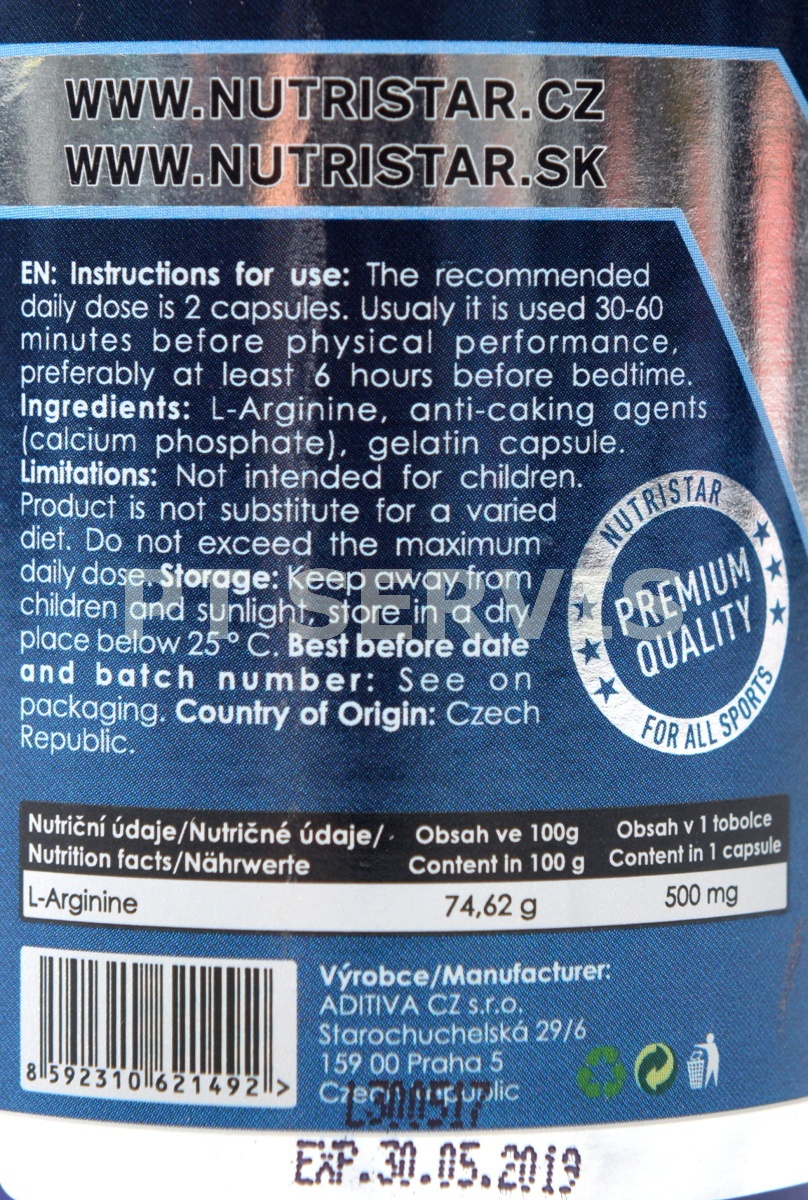 WWW.NUTRISTAR.CZ
WWW.NUTRISTAR.SK
EN: Instructions for use: The recommended
daily dose is 2 capsules. Usualy it is used 30-60
minutes before physical performance,
preferably at least 6 hours before bedtime.
Ingredients: L-Arginine, anti-caking agents
(calcium phosphate), gelatin capsule.
Limitations: Not intended for children.
Product is not substitute for a varied
diet. Do not exceed the maximum
daily dose. Storage: Keep away from
children and sunlight, store in a dry
place below 25° C. Best before date
and batch number: See on
packaging. Country of Origin: Czech
Republic.
NUTRISTAR
PREMIUM
QUALITY
FOR ALL SPORTS
PT SERVIS
Nutriční údaje/Nutričné údaje/ Obsah ve 100g Obsah v 1 tobolce
Nutrition facts/Nährwerte Content in 100 g Content in 1 capsule
L-Arginine 74,62 g 500 mg
Výrobce/Manufacturer:
ADITIVA CZ s.r.o.
Starochuchelská 29/6
159 00 Praha 5
Czech Republic
8 592310 621492 >
EXP.30.05.2019